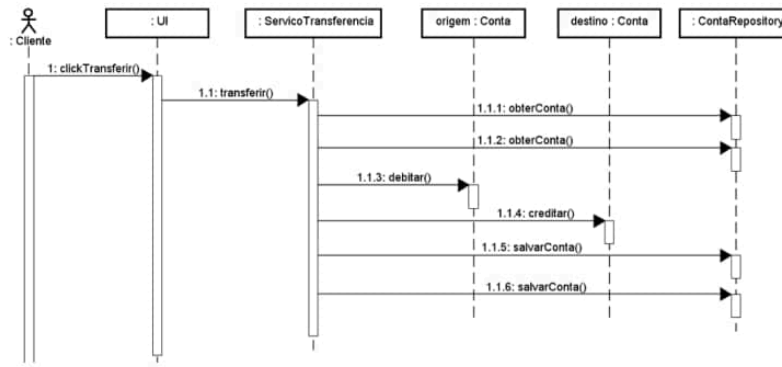 : Cliente
: UI
: ServicoTransferencia
origem : Conta
destino : Conta
: ContaRepository
1: clickTransferir()
1.1: transferir()
1.1.1: obterConta()
1.1.2: obterConta()
1.1.3: debitar()
1.1.4: creditar()
1.1.5: salvarConta()
1.1.6: salvarConta()